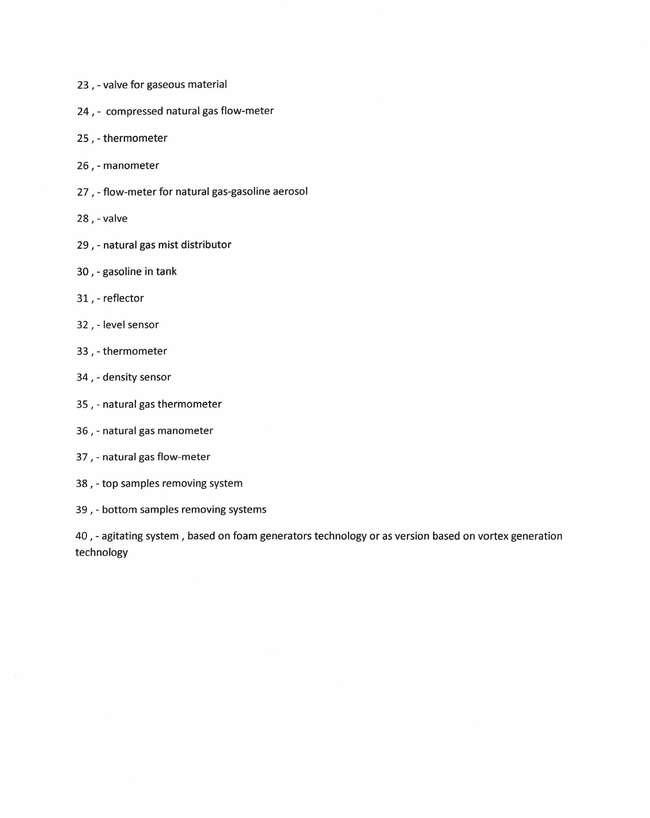 23 , - valve for gaseous material
24 , -  compressed natural gas flow-meter
25 , - thermometer
26 , - manometer
27 , - flow-meter for natural gas-gasoline aerosol
28 , - valve
29 , - natural gas mist distributor
30 , - gasoline in tank
31 , - reflector
32 , - level sensor
33 , - thermometer
34 , - density sensor
35 , - natural gas thermometer
36 , - natural gas manometer
37 , - natural gas flow-meter
38 , - top samples removing system
39 , - bottom samples removing systems
40 , - agitating system , based on foam generators technology or as version based on vortex generation
technology